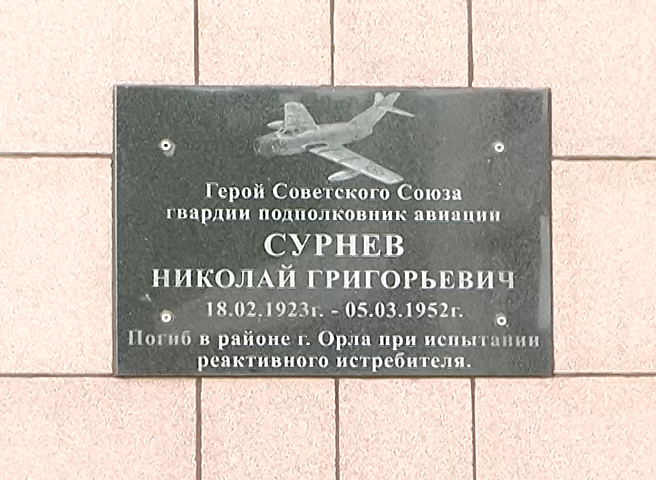 Герой Советского Союза
гвардии подполковник авиации
СУРНЕВ
НИКОЛАЙ ГРИГОРЬЕВИЧ
18.02.1923г. - 05.03.1952г.
Погиб в районе г. Орла при испытании
реактивного истребителя.